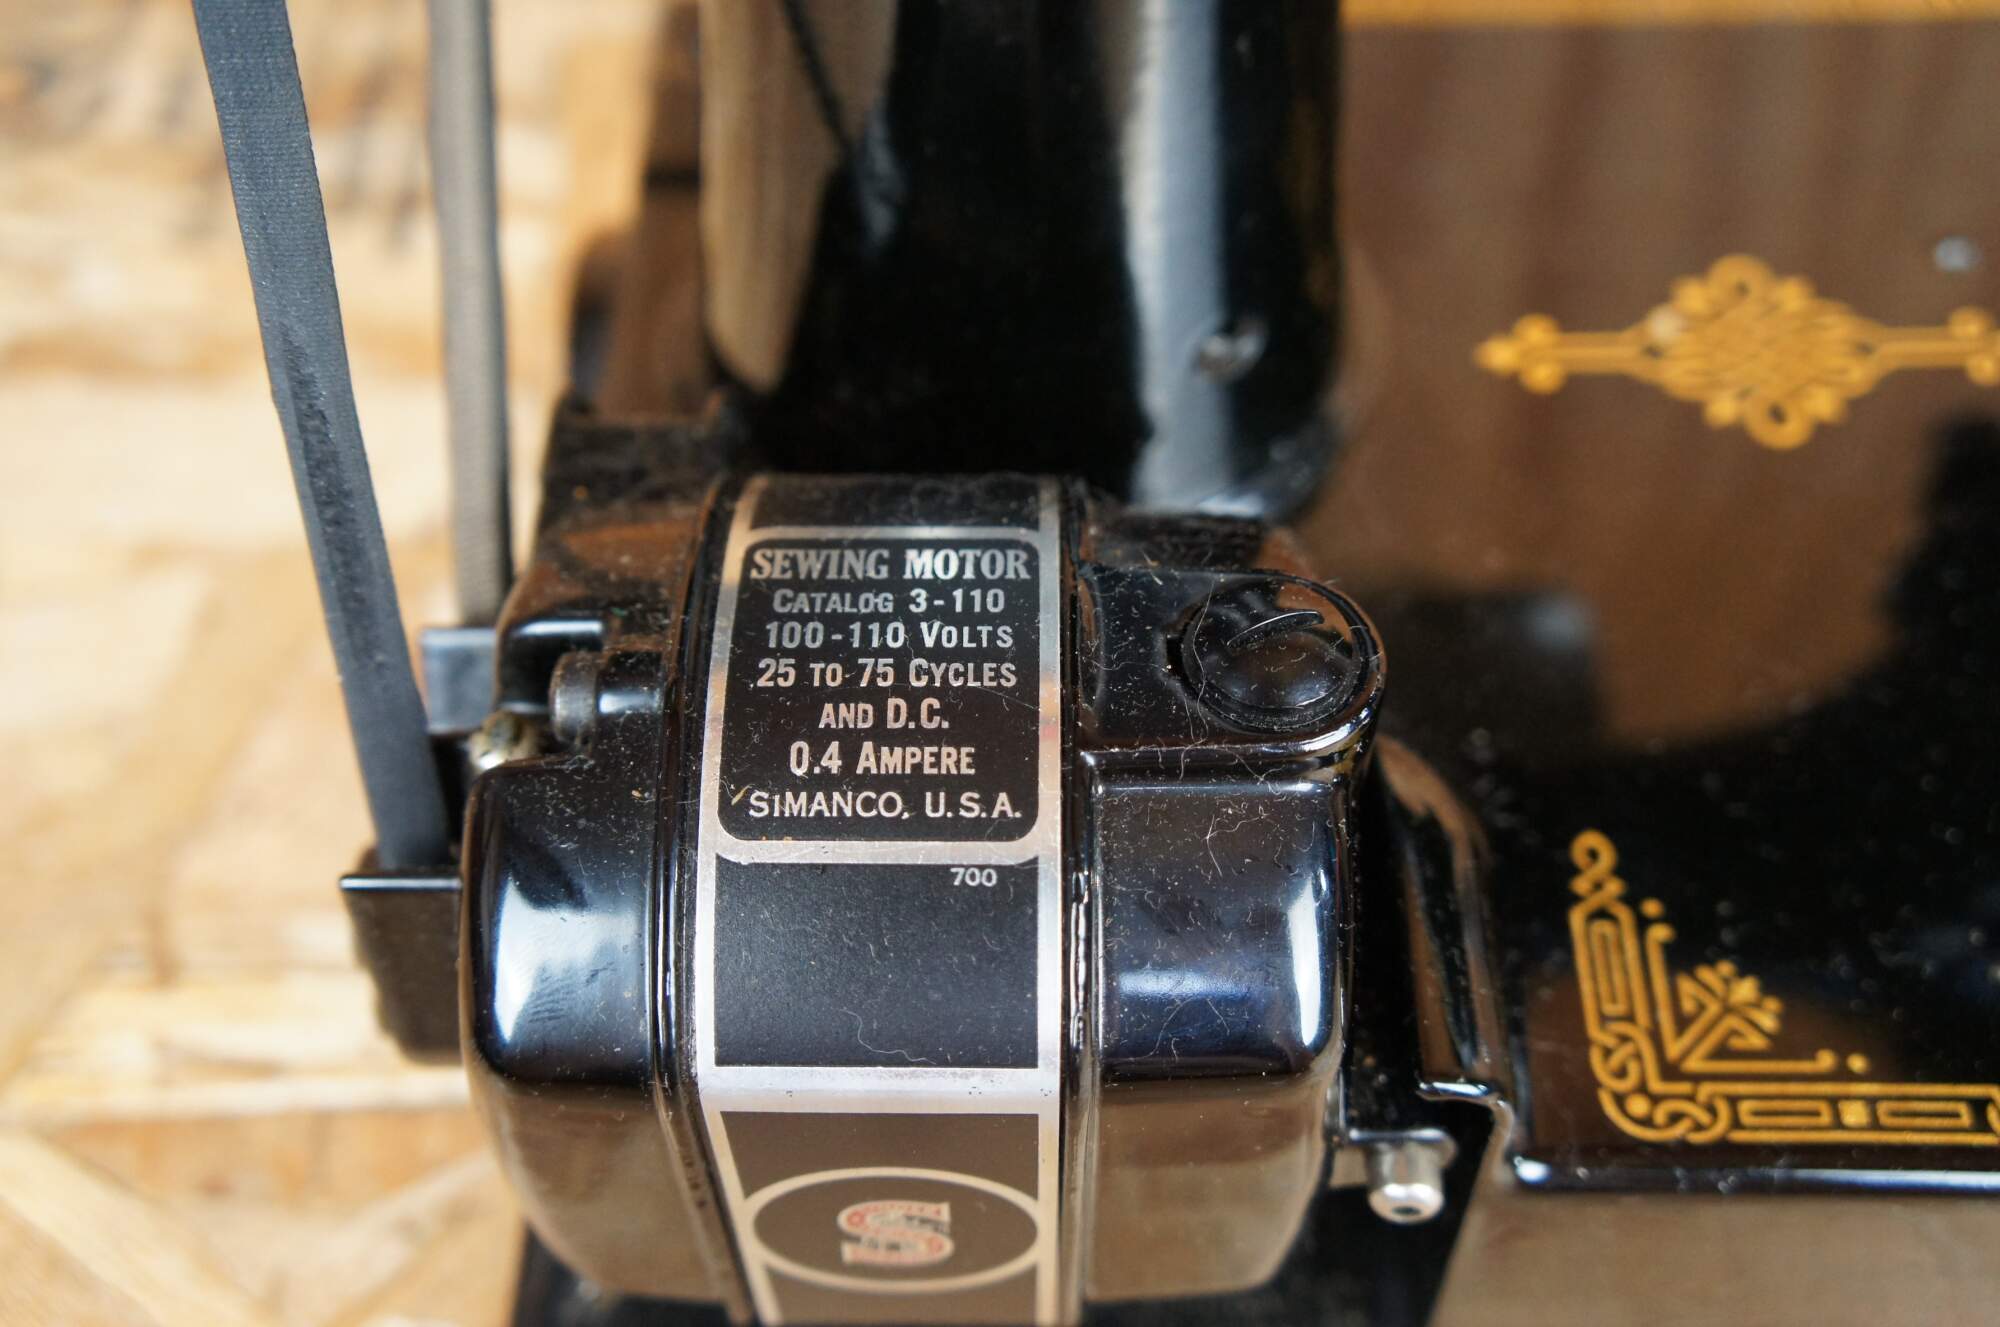 SEWING MOTOR
CATALOG 3-110
100-110 VOLTS
25 TO 75 CYCLES
AND D.C.
0.4 AMPERE
SIMANCO, U.S.A.
700
S